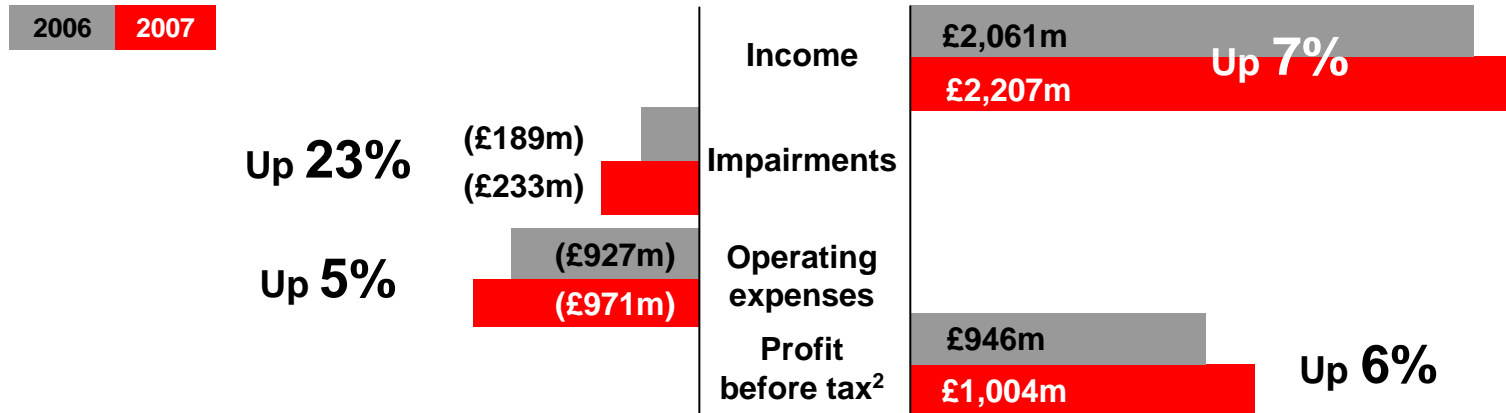 2006 2007
Income
£2,061m
£2,207m
Up 7%
Up 23%
(£189m)
(£233m)
Impairments
Up 5%
(£927m)
(£971m)
Operating
expenses
Profit
before tax²
£946m
£1,004m
Up 6%